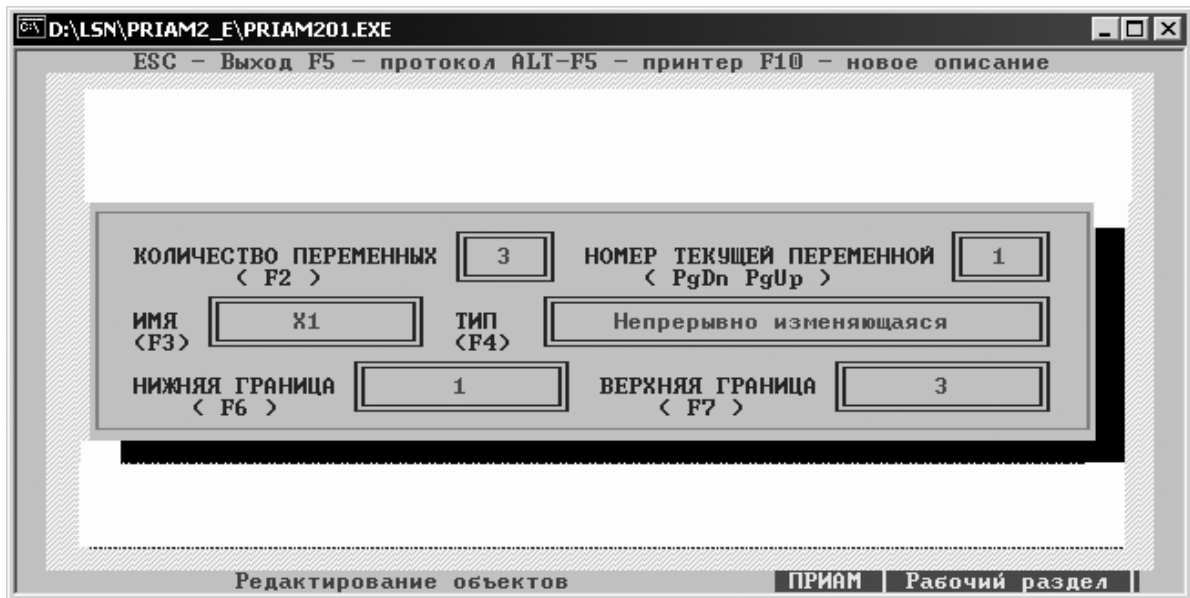 D:\LSN\PRIAM2_E\PRIAM201.EXE
ESC - Выход F5 - протокол ALT-F5 - принтер F10 - новое описание
КОЛИЧЕСТВО ПЕРЕМЕННЫХ 3 НОМЕР ТЕКУЩЕЙ ПЕРЕМЕННОЙ 1
( F2 ) ( PgDn PgUp )
ИМЯ X1 ТИП Непрерывно изменяющаяся
(F3) (F4)
НИЖНЯЯ ГРАНИЦА 1 ВЕРХНЯЯ ГРАНИЦА 3
( F6 ) ( F7 )
Редактирование объектов ПРИАМ | Рабочий раздел